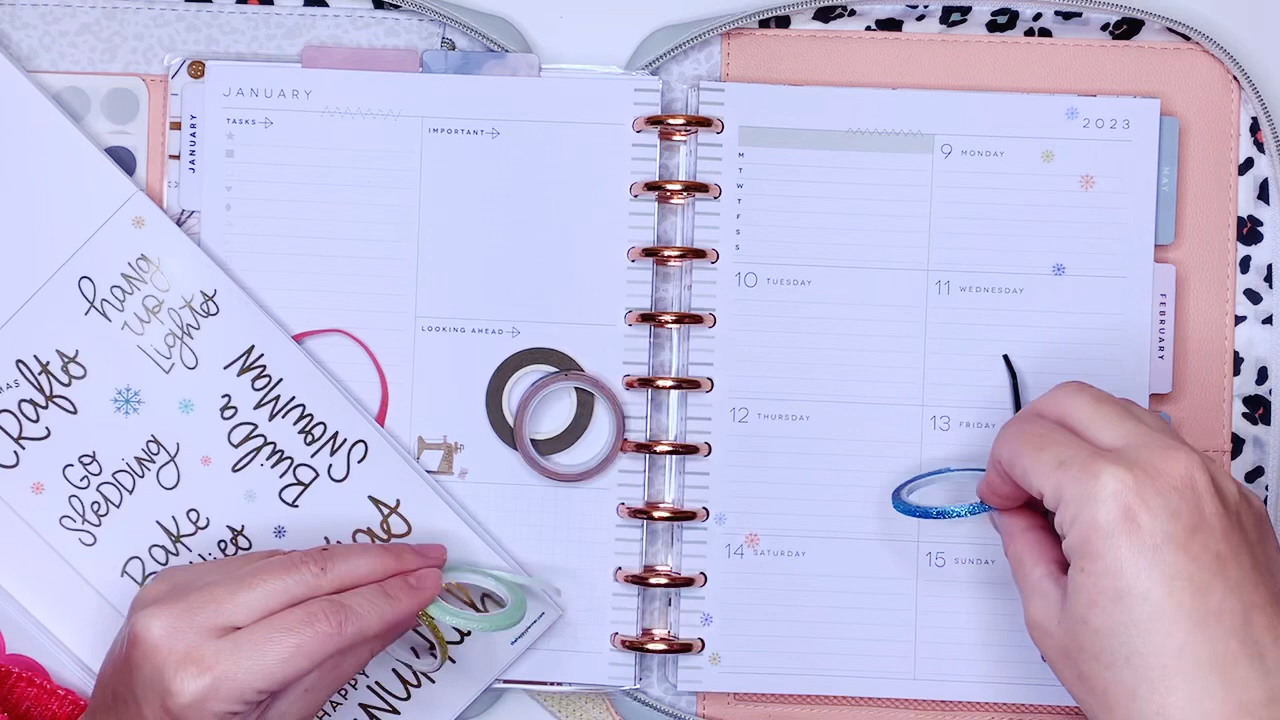 JANUARY
JANUARY
TASKS
IMPORTANT
LOOKING AHEAD
2023
M
T
W
T
F
S
S
9 MONDAY
10 TUESDAY
11 WEDNESDAY
12 THURSDAY
13 FRIDAY
14 SATURDAY
15 SUNDAY
MAY
FEBRUARY
hang
up
lights
Crafts
Build a
SNOWMAN
GO
SLEDDING
Bake
HAPPY